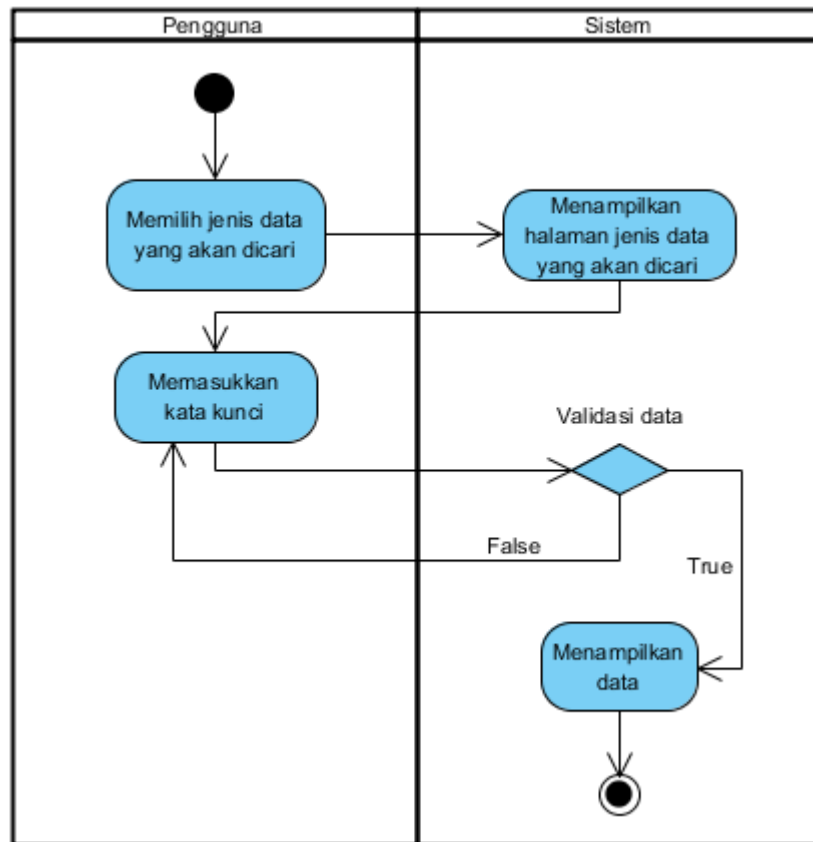 Pengguna
Sistem
Memilih jenis data
yang akan dicari
Menampilkan
halaman jenis data
yang akan dicari
Memasukkan
kata kunci
Validasi data
False
True
Menampilkan
data